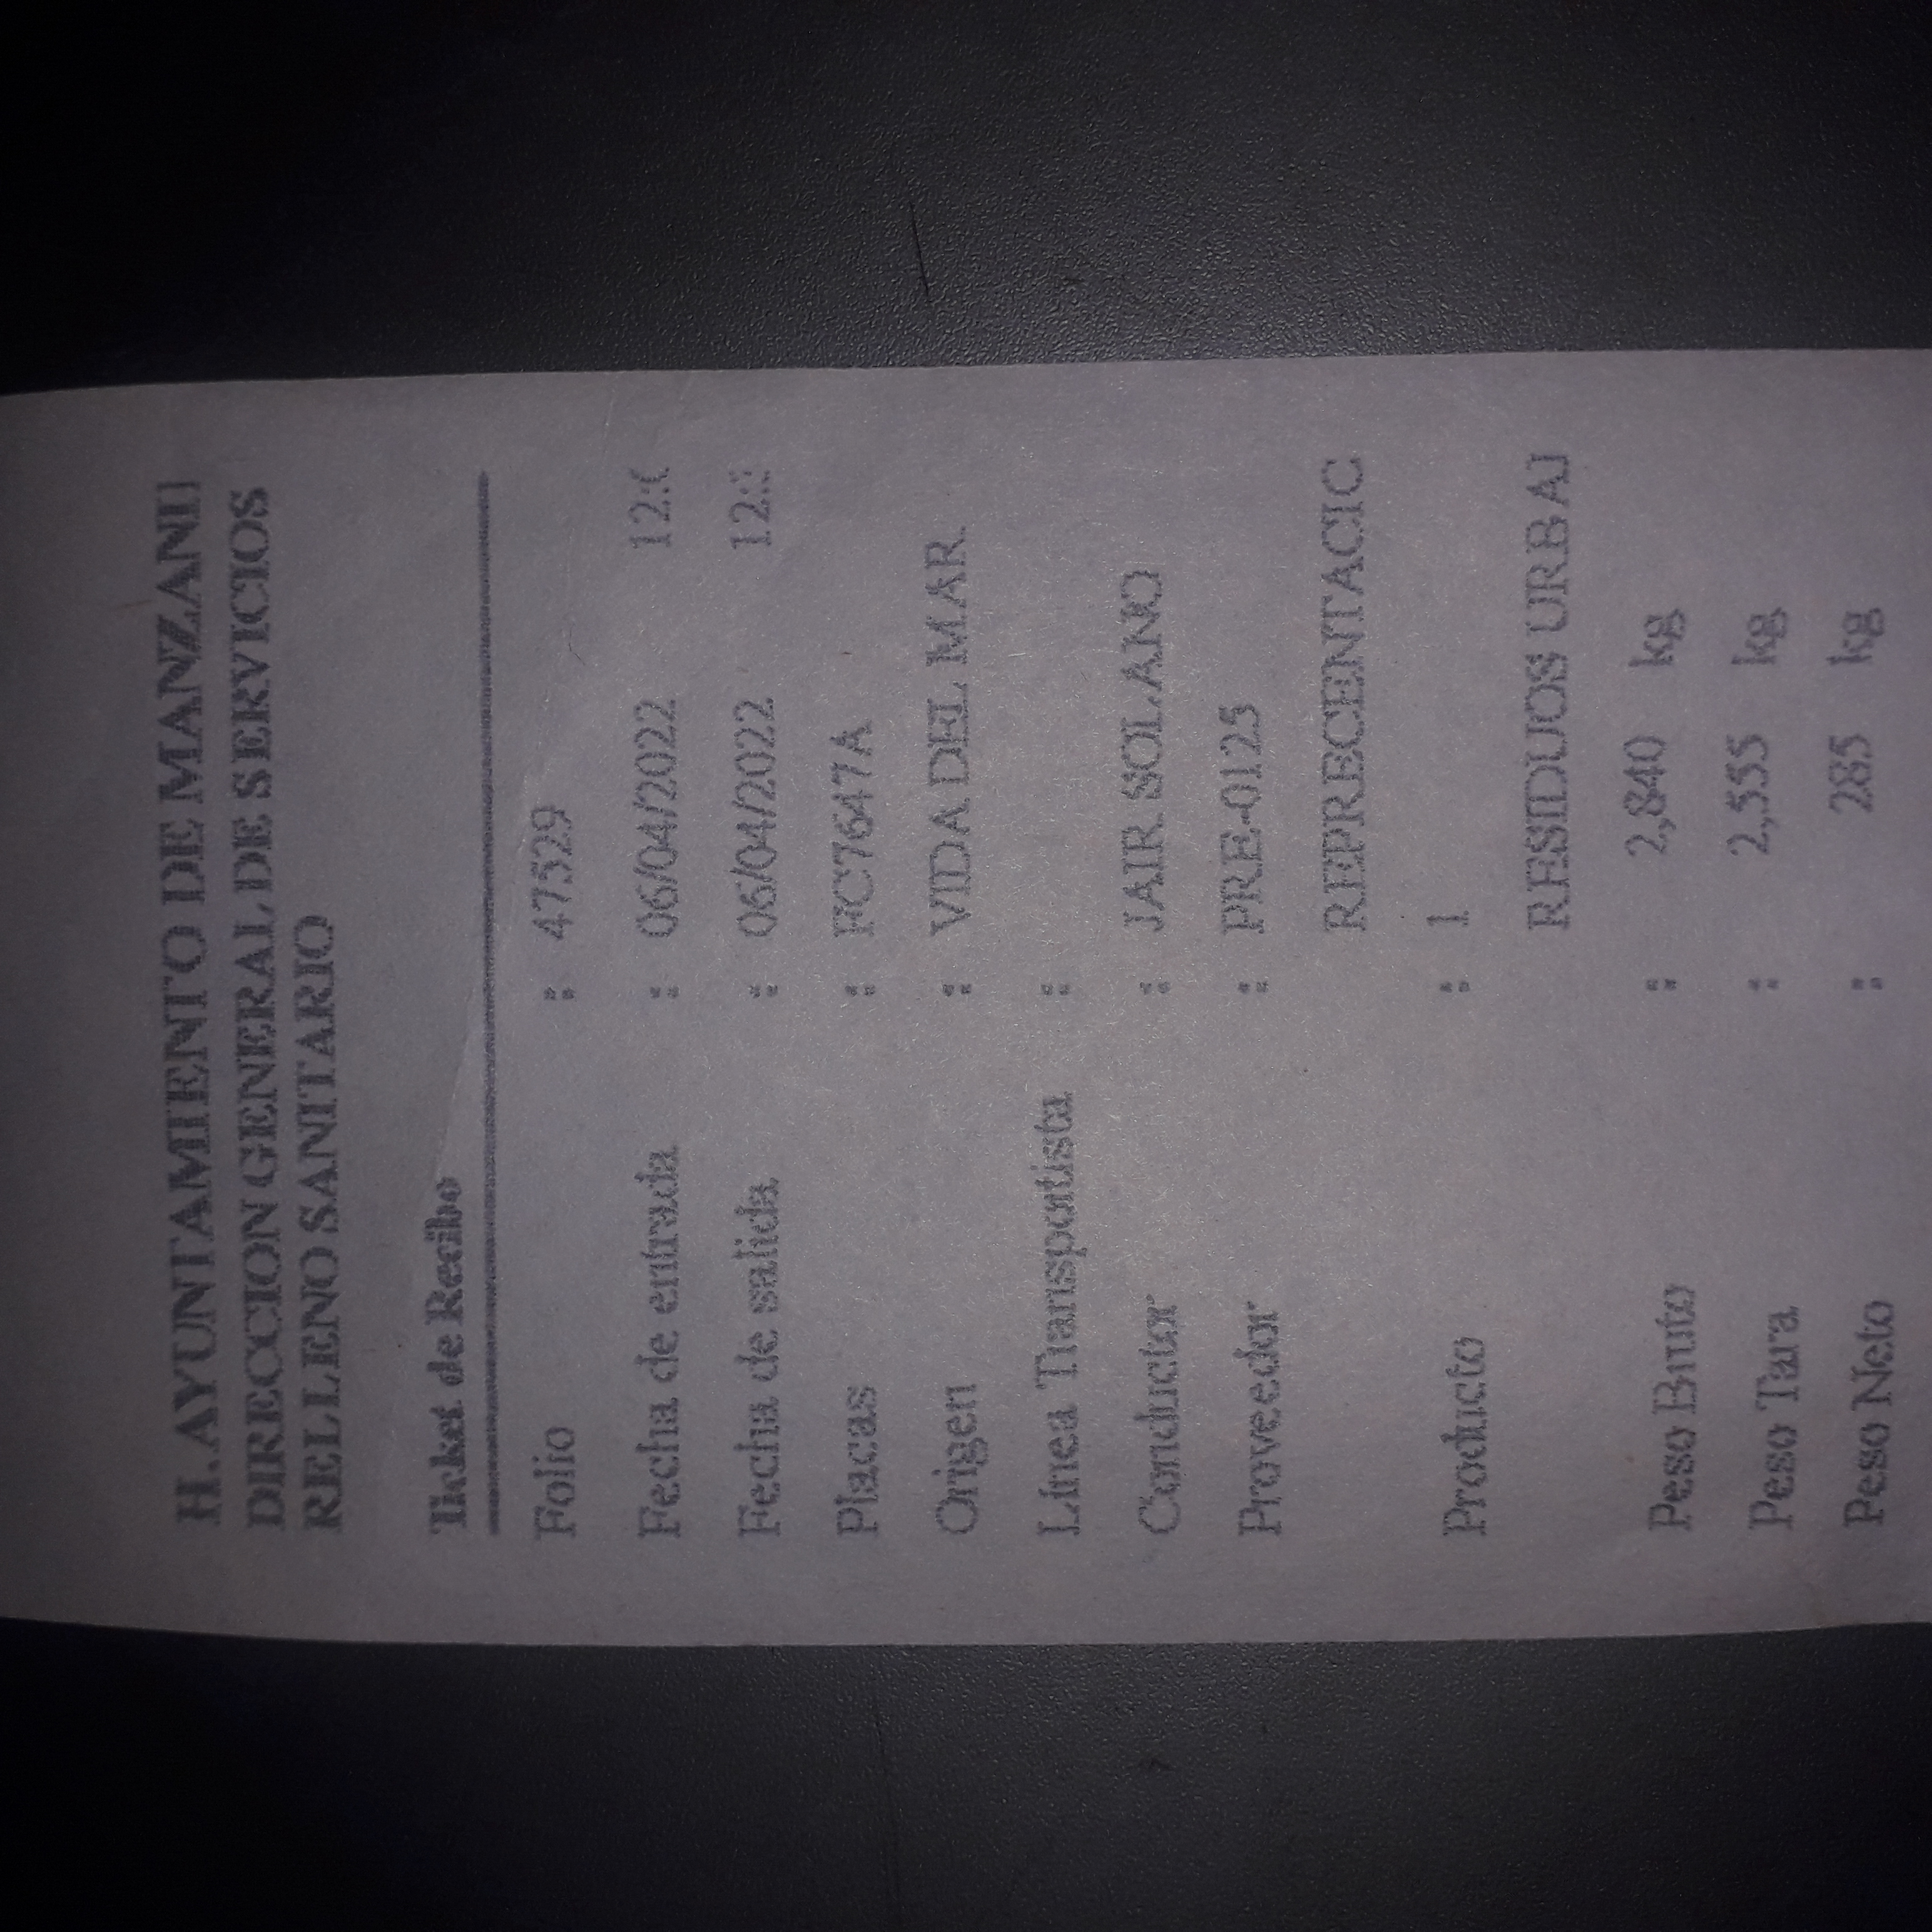 H. AYUNTAMIENTO DE MANZANI
DIRECCION GENERAL DE SERVICIOS
RELLENO SANITARIO
Ticket de Recibo
Folio : 47529
Fecha de entrada : 06/04/2022 12:
Fecha de salida : 06/04/2022 12:
Placas : FC7647A
Origen : VIDA DEL MAR
Línea Transportista :
Conductor : JAIR SOLANO
Proveedor : PRE-0125
REPRECENTACIC
Producto : 1
RESIDUOS URBA
Peso Bruto : 2,840 kg
Peso Tara : 2,555 kg
Peso Neto : 285 kg